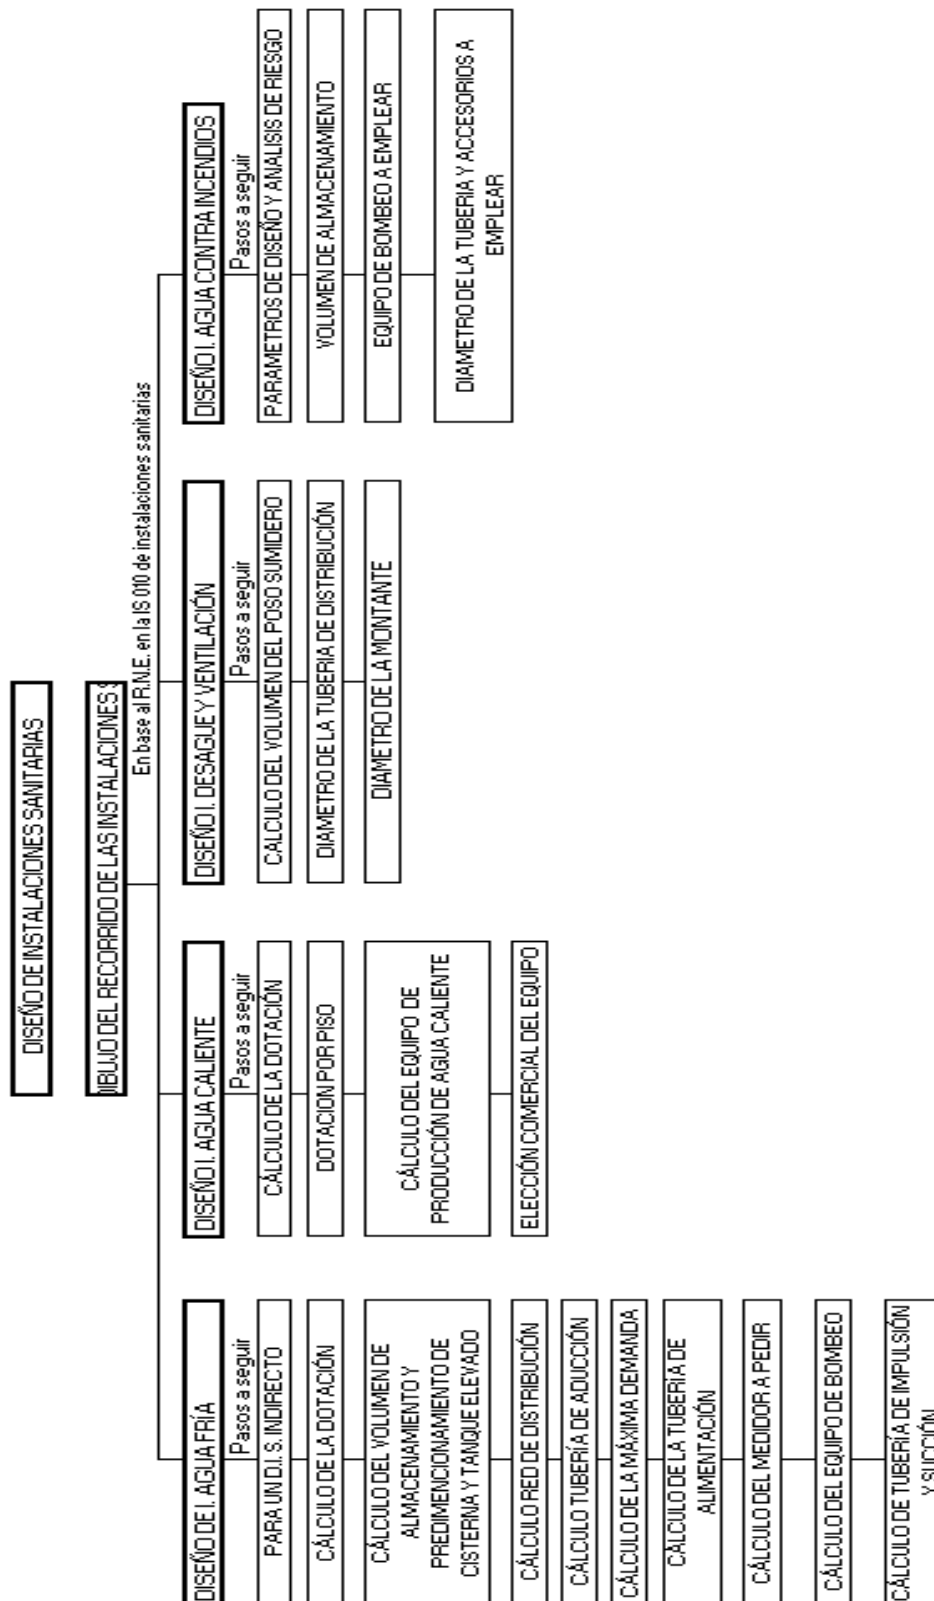 DISEÑO DE INSTALACIONES SANITARIAS
DIBUJO DEL RECORRIDO DE LAS INSTALACIONES S
En base al R.N.E. en la IS 010 de instalaciones sanitarias
DISEÑO DE I. AGUA FRÍA
Pasos a seguir
PARA UN D.I.S. INDIRECTO
CÁLCULO DE LA DOTACIÓN
CÁLCULO DEL VOLUMEN DE
ALMACENAMIENTO Y
PREDIMENCIONAMIENTO DE
CISTERNA Y TANQUE ELEVADO
CÁLCULO RED DE DISTRIBUCIÓN
CÁLCULO TUBERÍA DE ADUCCIÓN
CÁLCULO DE LA MÁXIMA DEMANDA
CÁLCULO DE LA TUBERÍA DE
ALIMENTACIÓN
CÁLCULO DEL MEDIDOR A PEDIR
CÁLCULO DEL EQUIPO DE BOMBEO
CÁLCULO DE TUBERÍA DE IMPULSIÓN
Y SUCCIÓN
DISEÑO I. AGUA CALIENTE
Pasos a seguir
CÁLCULO DE LA DOTACIÓN
DOTACION POR PISO
CÁLCULO DEL EQUIPO DE
PRODUCCIÓN DE AGUA CALIENTE
ELECCIÓN COMERCIAL DEL EQUIPO
DISEÑO I. DESAGUE Y VENTILACIÓN
Pasos a seguir
CALCULO DEL VOLUMEN DEL POSO SUMIDERO
DIAMETRO DE LA TUBERIA DE DISTRIBUCIÓN
DIAMETRO DE LA MONTANTE
DISEÑO I. AGUA CONTRA INCENDIOS
Pasos a seguir
PARAMETROS DE DISEÑO Y ANALISIS DE RIESGO
VOLUMEN DE ALMACENAMIENTO
EQUIPO DE BOMBEO A EMPLEAR
DIAMETRO DE LA TUBERIA Y ACCESORIOS A
EMPLEAR